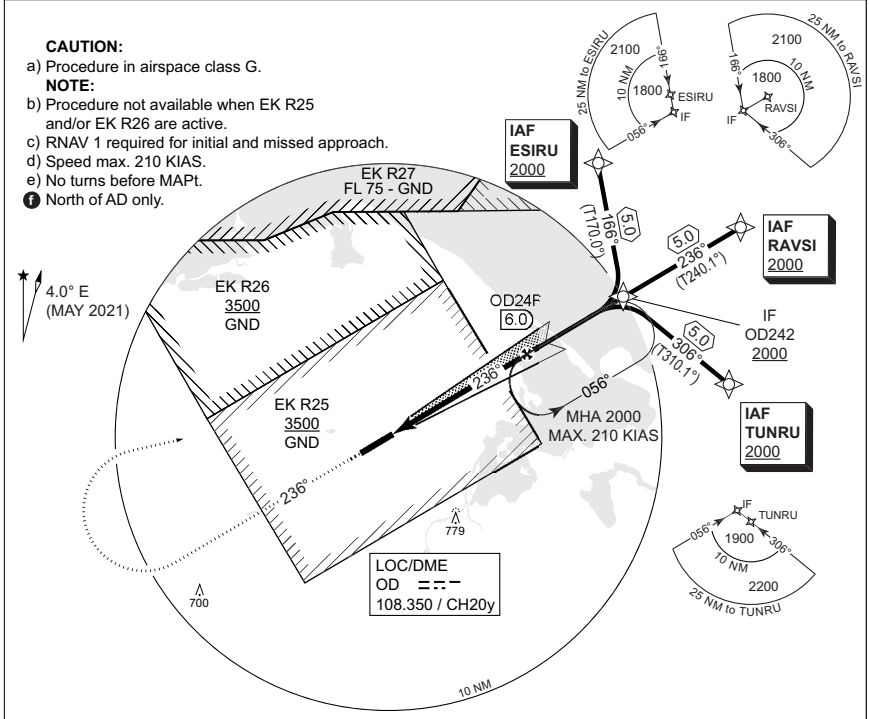 CAUTION:
a) Procedure in airspace class G.
NOTE:
b) Procedure not available when EK R25
and/or EK R26 are active.
c) RNAV 1 required for initial and missed approach.
d) Speed max. 210 KIAS.
e) No turns before MAPt.
f North of AD only.
25 NM to ESIRU
2100
166°
10 NM
1800
ESIRU
IF
056°
25 NM to RAVSI
2100
166°
10 NM
1800
RAVSI
IF
306°
IAF
ESIRU
2000
EK R27
FL 75 - GND
5.0
166°
(T170.0°)
5.0
236°
(T240.1°)
IAF
RAVSI
2000
4.0° E
(MAY 2021)
EK R26
3500
GND
OD24F
6.0
IF
OD242
2000
5.0
306°
(T310.1°)
236°
056°
MHA 2000
MAX. 210 KIAS
EK R25
3500
GND
IAF
TUNRU
2000
236°
779
700
LOC/DME
OD
108.350 / CH20y
IF
TUNRU
056°
306°
1900
10 NM
2200
25 NM to TUNRU
10 NM